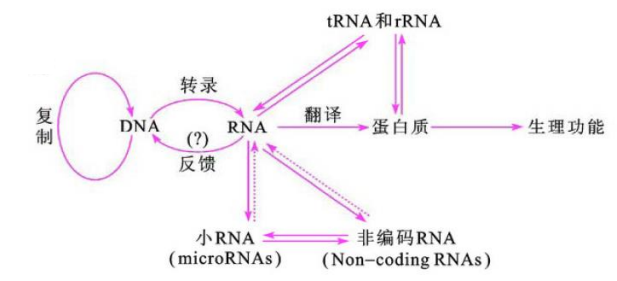 tRNA和rRNA
复制
转录
DNA
RNA
翻译
蛋白质
生理功能
(?)
反馈
小RNA
(microRNAs)
非编码RNA
(Non-coding RNAs)